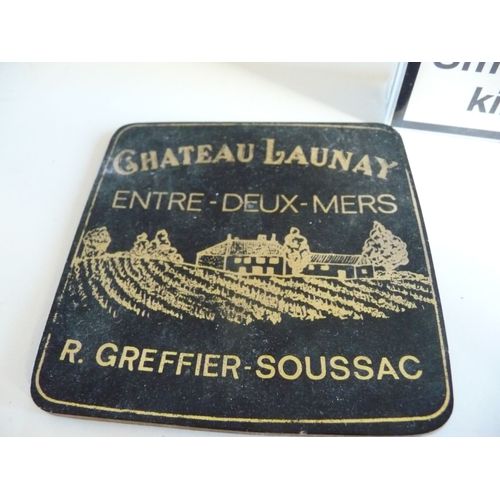 CHATEAU LAUNAY
ENTRE-DEUX-MERS
R. GREFFIER-SOUSSAC